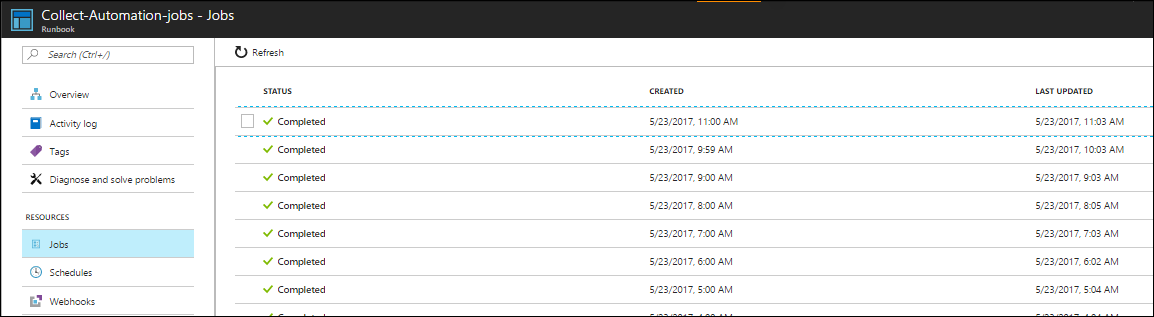 Collect-Automation-jobs - Jobs
Runbook
Search (Ctrl+/)
Refresh
Overview
Activity log
Tags
Diagnose and solve problems
RESOURCES
Jobs
Schedules
Webhooks
STATUS CREATED LAST UPDATED
Completed 5/23/2017, 11:00 AM 5/23/2017, 11:03 AM
Completed 5/23/2017, 9:59 AM 5/23/2017, 10:03 AM
Completed 5/23/2017, 9:00 AM 5/23/2017, 9:03 AM
Completed 5/23/2017, 8:00 AM 5/23/2017, 8:05 AM
Completed 5/23/2017, 7:00 AM 5/23/2017, 7:03 AM
Completed 5/23/2017, 6:00 AM 5/23/2017, 6:02 AM
Completed 5/23/2017, 5:00 AM 5/23/2017, 5:04 AM